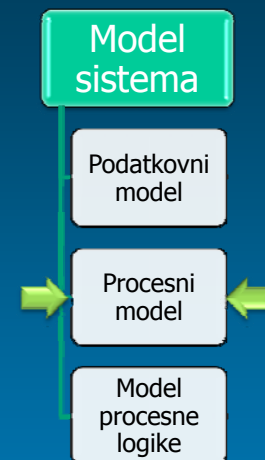 Model
sistema
Podatkovni
model
Procesni
model
Model
procesne
logike